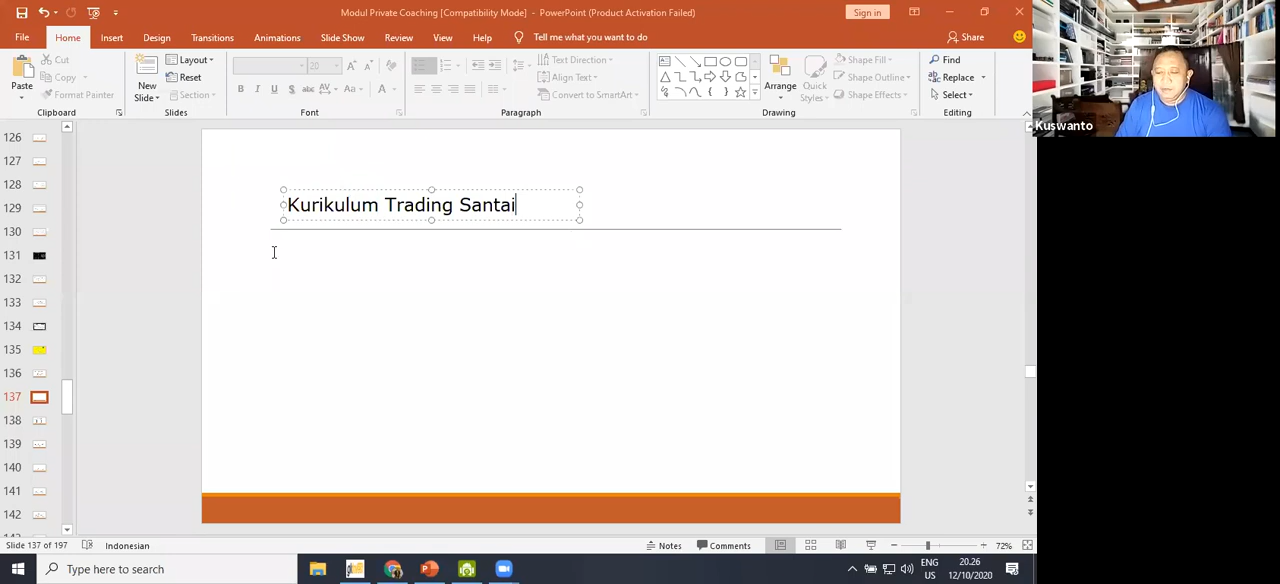 Modul Private Coaching [Compatibility Mode] - PowerPoint (Product Activation Failed)
Sign in
File Home Insert Design Transitions Animations Slide Show Review View Help Tell me what you want to do Share
Paste
Cut
Copy
Format Painter
Clipboard
New Slide
Layout
Reset
Section
Slides
20
B I U S abc AV Aa A
Font
Paragraph
Text Direction
Align Text
Convert to SmartArt
Arrange
Quick Styles
Shape Fill
Shape Outline
Shape Effects
Drawing
Find
Replace
Select
Editing
Kuswanto
126
127
128
129
130
131
132
133
134
135
136
137
138
139
140
141
142
Kurikulum Trading Santai
Slide 137 of 197 Indonesian Notes Comments 72%
Type here to search
ENG
US
20.26
12/10/2020